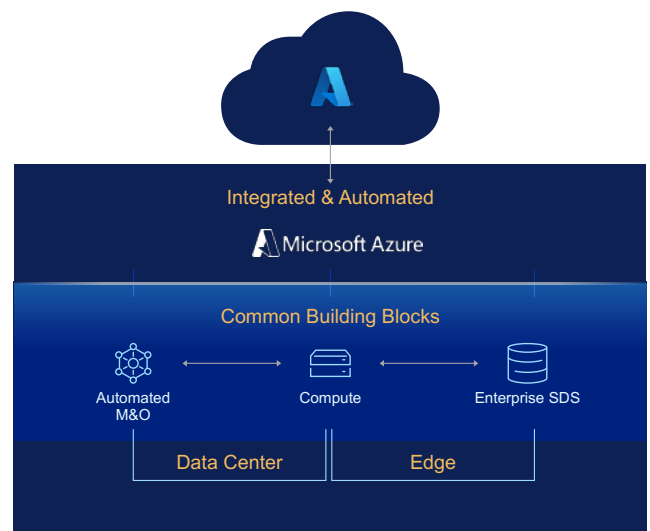 Integrated & Automated
Microsoft Azure
Common Building Blocks
Automated
M&O
Compute
Enterprise SDS
Data Center
Edge